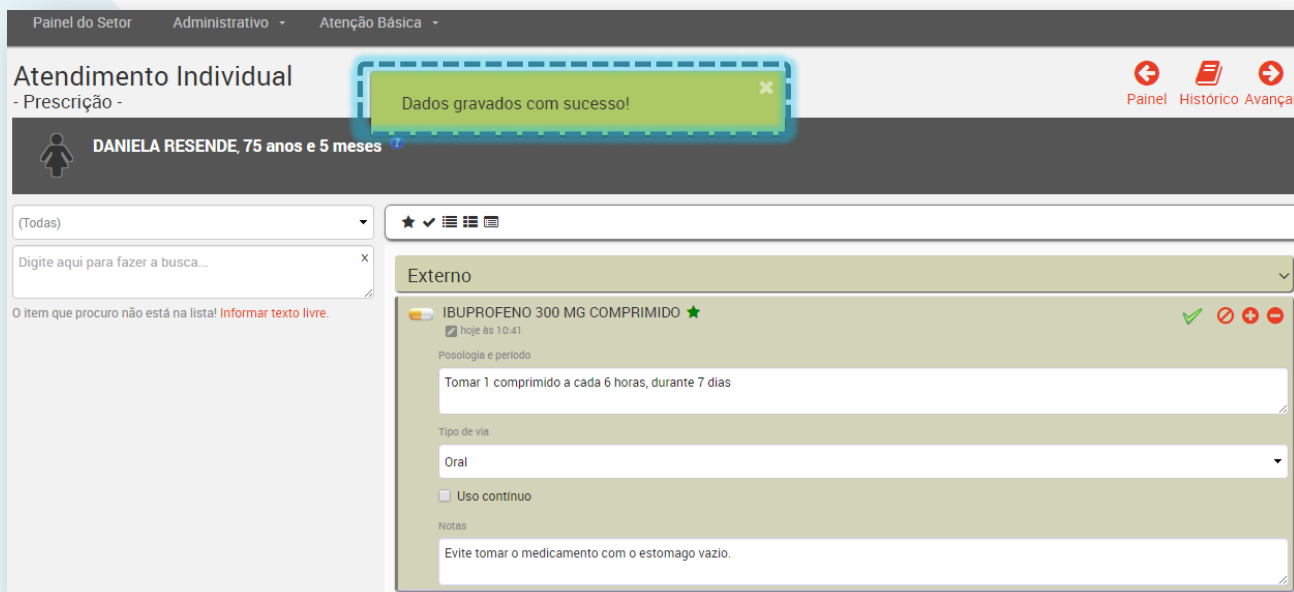 Painel do Setor Administrativo Atenção Básica
Atendimento Individual
- Prescrição -
Dados gravados com sucesso!
Painel Histórico Avança
DANIELA RESENDE, 75 anos e 5 meses ?
(Todas)
Digite aqui para fazer a busca... X
O item que procuro não está na lista! Informar texto livre.
Externo
IBUPROFENO 300 MG COMPRIMIDO
hoje às 10:41
Posologia e período
Tomar 1 comprimido a cada 6 horas, durante 7 dias
Tipo de via
Oral
Uso contínuo
Notas
Evite tomar o medicamento com o estomago vazio.